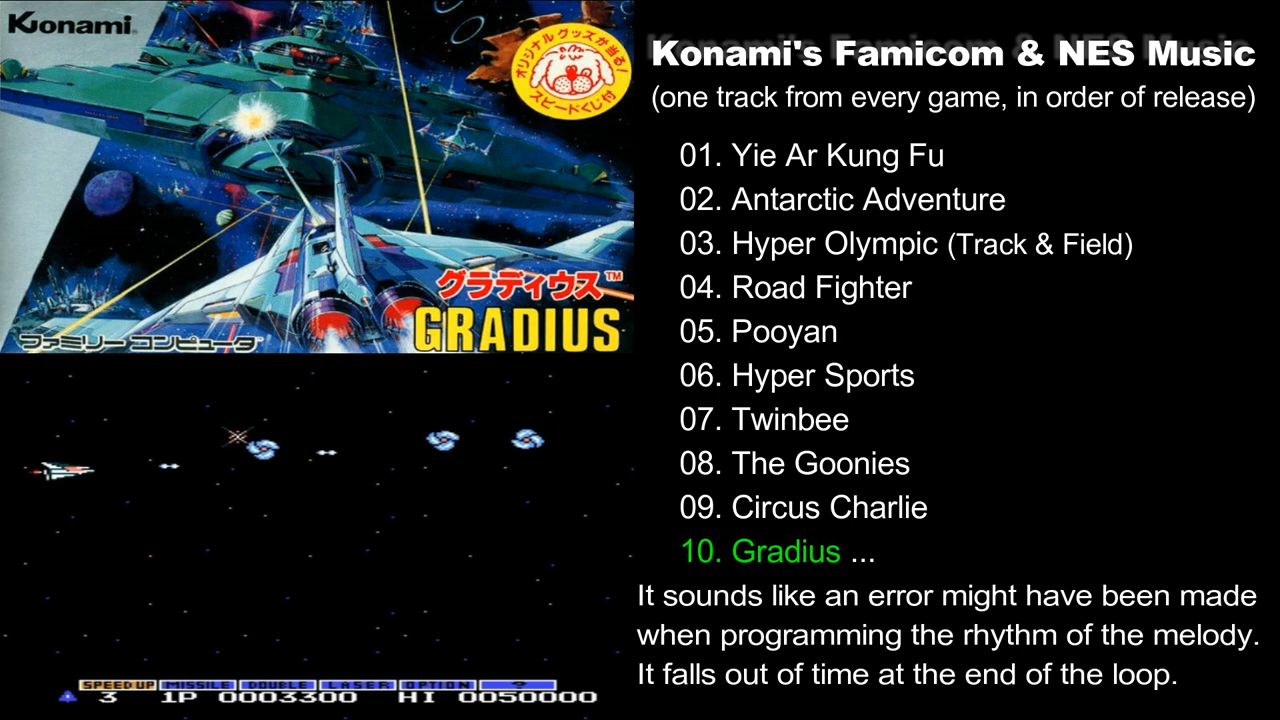 Konami
オリジナルグッズが当る!
スピードくじ付
グラディウス™
GRADIUS
ファミリーコンピュータ
SPEED UP MISSILE DOUBLE LASER OPTION ?
3 1P 0003300 HI 0050000
Konami's Famicom & NES Music
(one track from every game, in order of release)
01. Yie Ar Kung Fu
02. Antarctic Adventure
03. Hyper Olympic (Track & Field)
04. Road Fighter
05. Pooyan
06. Hyper Sports
07. Twinbee
08. The Goonies
09. Circus Charlie
10. Gradius ...
It sounds like an error might have been made
when programming the rhythm of the melody.
It falls out of time at the end of the loop.